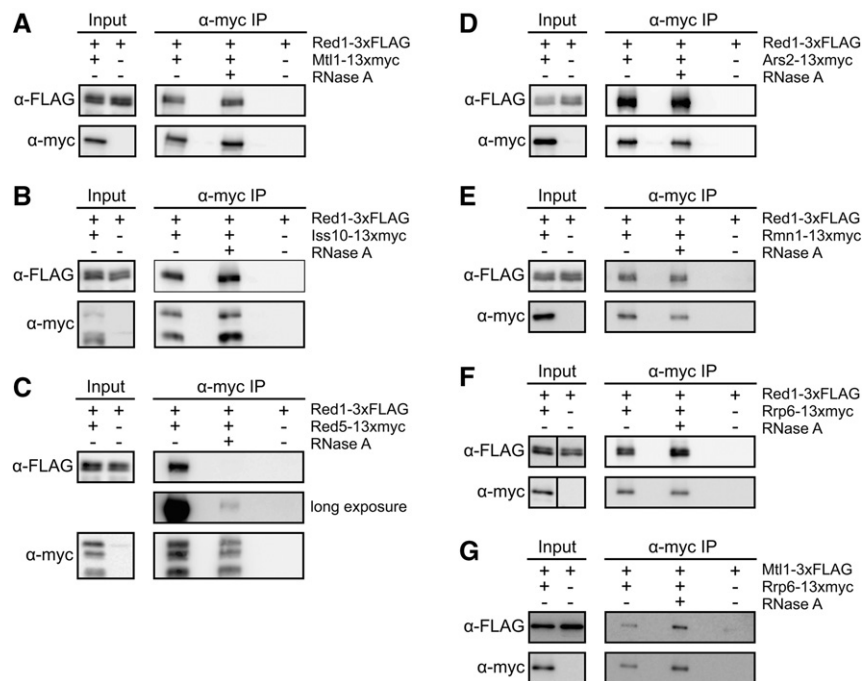 A
Input
α-myc IP
+ + + + + Red1-3xFLAG
+ - + + - Mtl1-13xmyc
- - - + - RNase A
α-FLAG
α-myc
B
Input
α-myc IP
+ + + + + Red1-3xFLAG
+ - + + - Iss10-13xmyc
- - - + - RNase A
α-FLAG
α-myc
C
Input
α-myc IP
+ + + + + Red1-3xFLAG
+ - + + - Red5-13xmyc
- - - + - RNase A
α-FLAG
long exposure
α-myc
D
Input
α-myc IP
+ + + + + Red1-3xFLAG
+ - + + - Ars2-13xmyc
- - - + - RNase A
α-FLAG
α-myc
E
Input
α-myc IP
+ + + + + Red1-3xFLAG
+ - + + - Rmn1-13xmyc
- - - + - RNase A
α-FLAG
α-myc
F
Input
α-myc IP
+ + + + + Red1-3xFLAG
+ - + + - Rrp6-13xmyc
- - - + - RNase A
α-FLAG
α-myc
G
Input
α-myc IP
+ + + + + Mtl1-3xFLAG
+ - + + - Rrp6-13xmyc
- - - + - RNase A
α-FLAG
α-myc